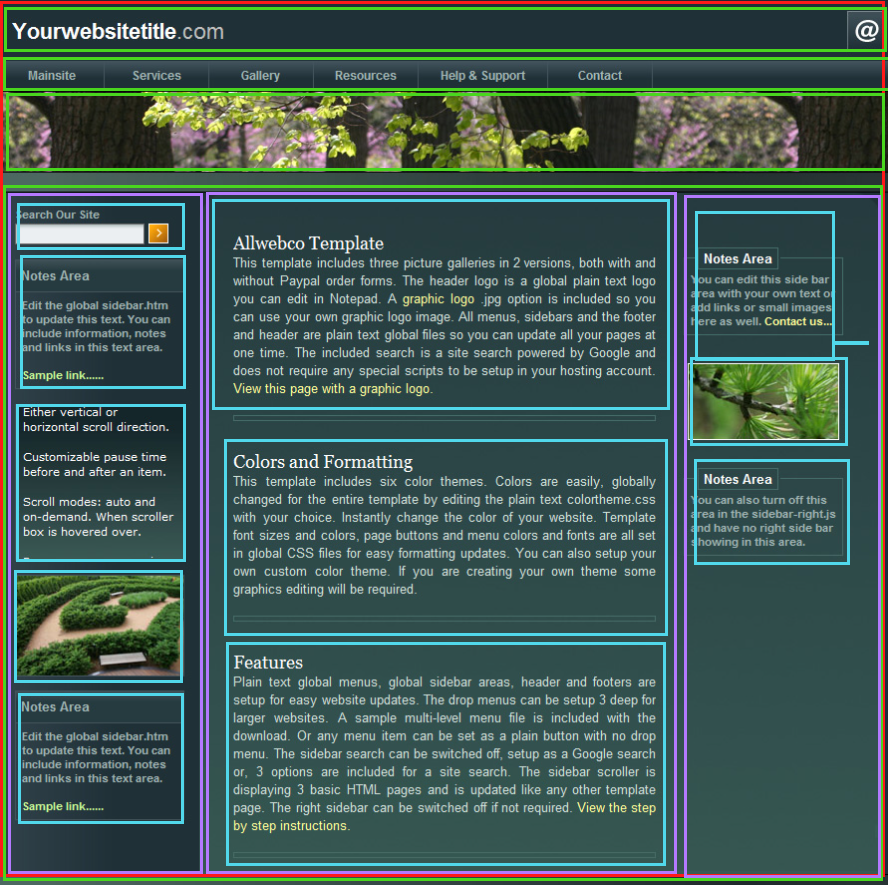 Yourwebsitetitle.com
@
Mainsite Services Gallery Resources Help & Support Contact
Search Our Site
Notes Area
Edit the global sidebar.htm
to update this text. You can
include information, notes
and links in this text area.
Sample link......
Either vertical or
horizontal scroll direction.
Customizable pause time
before and after an item.
Scroll modes: auto and
on-demand. When scroller
box is hovered over.
Notes Area
Edit the global sidebar.htm
to update this text. You can
include information, notes
and links in this text area.
Sample link......
Allwebco Template
This template includes three picture galleries in 2 versions, both with and
without Paypal order forms. The header logo is a global plain text logo
you can edit in Notepad. A graphic logo .jpg option is included so you
can use your own graphic logo image. All menus, sidebars and the footer
and header are plain text global files so you can update all your pages at
one time. The included search is a site search powered by Google and
does not require any special scripts to be setup in your hosting account.
View this page with a graphic logo.
Colors and Formatting
This template includes six color themes. Colors are easily, globally
changed for the entire template by editing the plain text colortheme.css
with your choice. Instantly change the color of your website. Template
font sizes and colors, page buttons and menu colors and fonts are all set
in global CSS files for easy formatting updates. You can also setup your
own custom color theme. If you are creating your own theme some
graphics editing will be required.
Features
Plain text global menus, global sidebar areas, header and footers are
setup for easy website updates. The drop menus can be setup 3 deep for
larger websites. A sample multi-level menu file is included with the
download. Or any menu item can be set as a plain button with no drop
menu. The sidebar search can be switched off, setup as a Google search
or, 3 options are included for a site search. The sidebar scroller is
displaying 3 basic HTML pages and is updated like any other template
page. The right sidebar can be switched off if not required. View the step
by step instructions.
Notes Area
You can edit this side bar
area with your own text or
add links or small images
here as well. Contact us...
Notes Area
You can also turn off this
area in the sidebar-right.js
and have no right side bar
showing in this area.